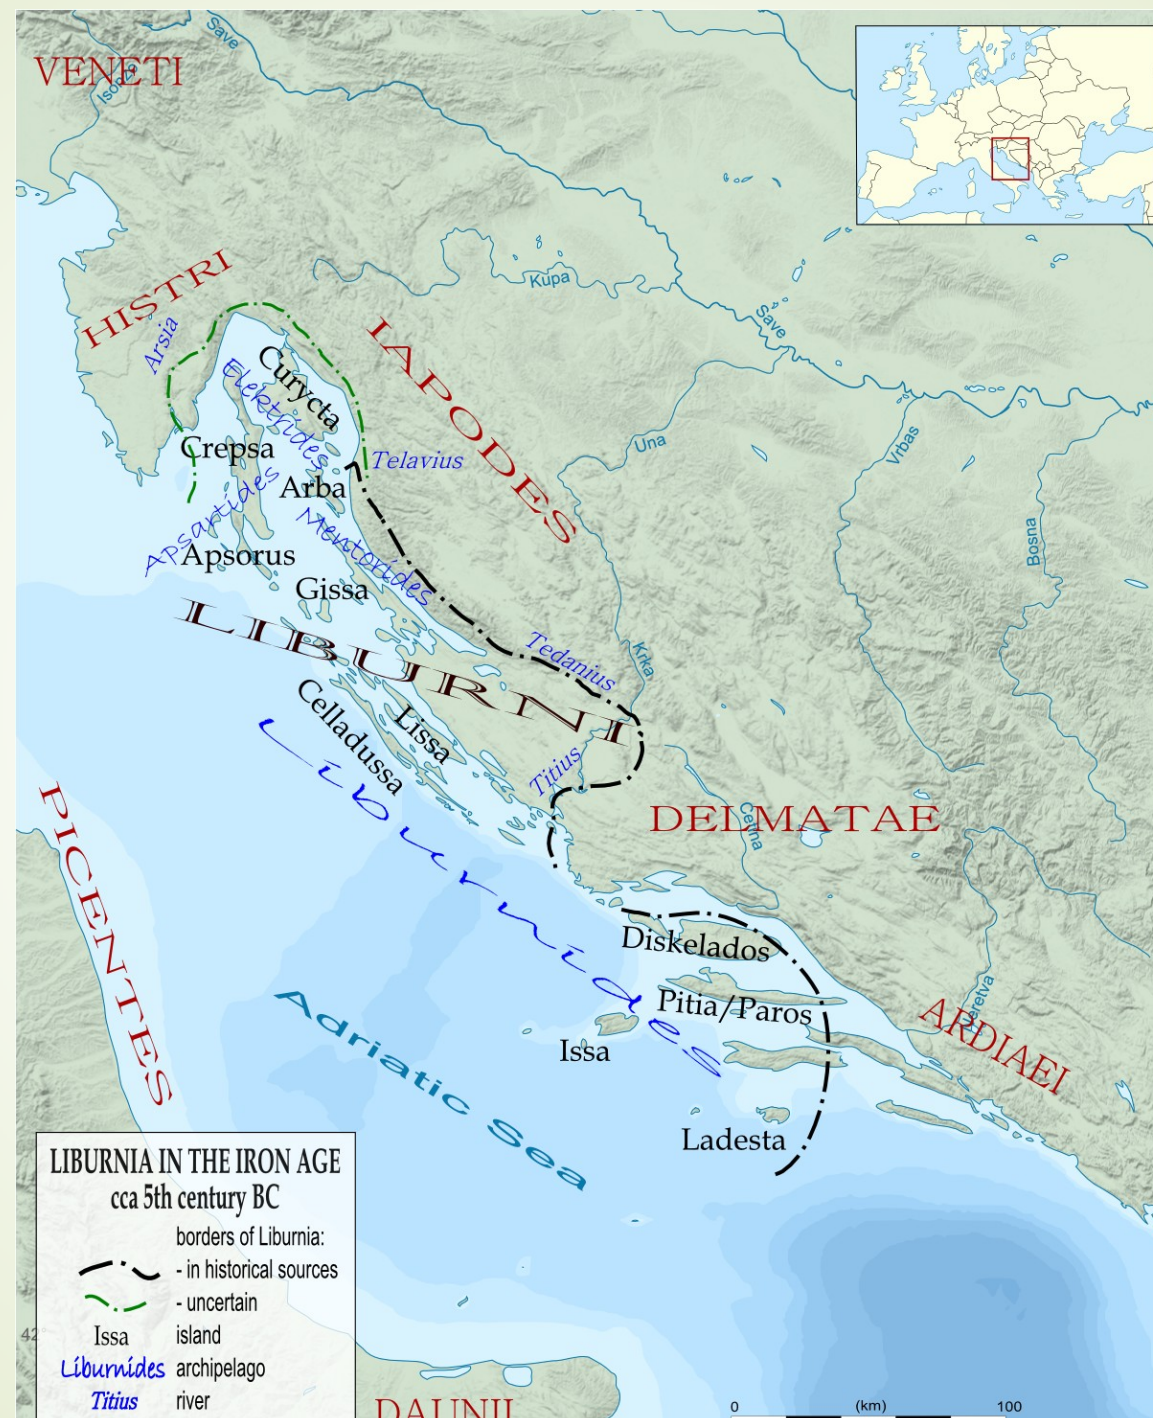 Save
VENETI
Isonzo
HISTRI
Arsia
Kupa
Save
IAPODES
Curycta
Elektrides
Crepsa
Telavius
Una
Vrbas
Arba
Apsartides
Mentorides
Bosna
Apsorus
Gissa
LIBURNI
Tedanius
Krka
Celladussa
Lissa
Titius
Liburnides
PICENTES
DELMATAE
Cetina
Diskelados
Pitia/Paros
Neretva
ARDIAEI
Issa
Adriatic Sea
Ladesta
LIBURNIA IN THE IRON AGE
cca 5th century BC
borders of Liburnia:
- in historical sources
- uncertain
Issa island
Liburnides archipelago
Titius river
42°
DAUNII
0 (km) 100